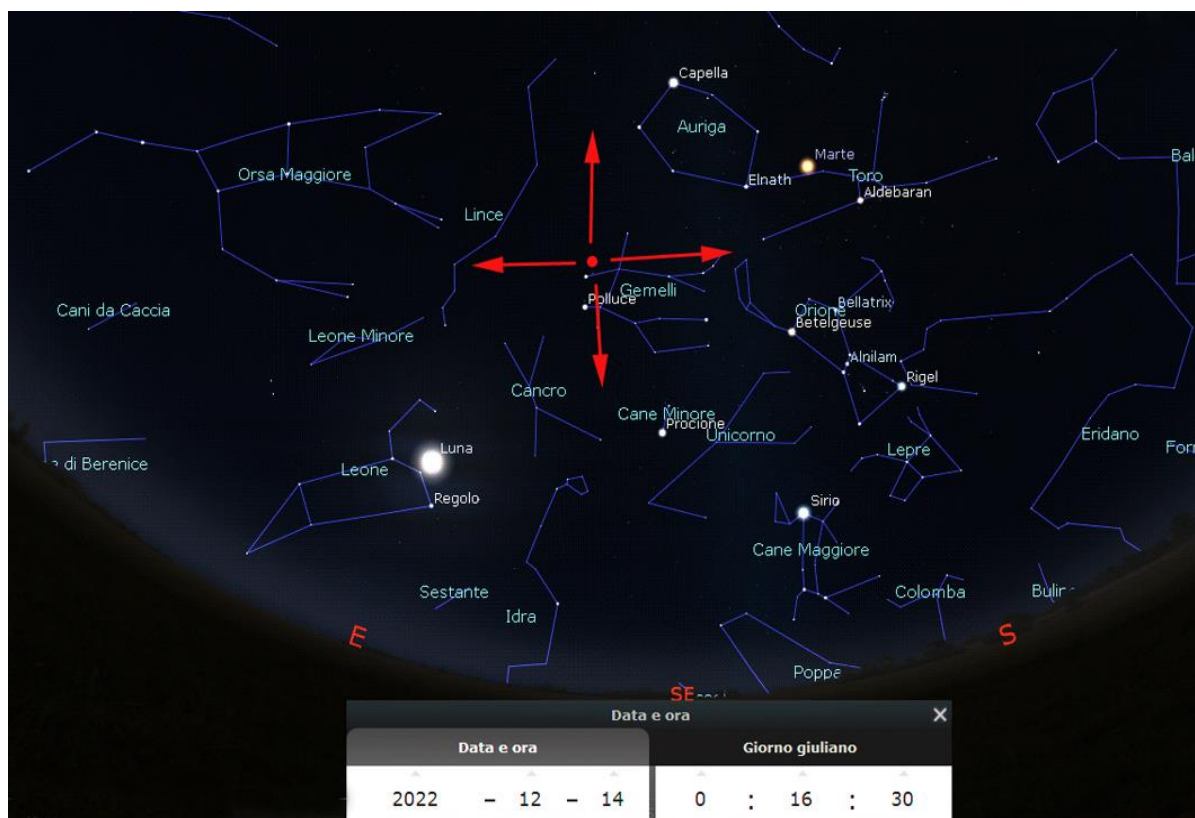 Capella
Auriga
Bal
Marte
Orsa Maggiore
Elnath
Toro
Aldebaran
Lince
Gemelli
Polluce
Cani da Caccia
Bellatrix
Orione
Betelgeuse
Leone Minore
Alnilam
Rigel
Cancro
Cane Minore
Procione
Unicorno
Eridano
Luna
Lepre
For
a di Berenice
Leone
Regolo
Sirio
Cane Maggiore
Sestante
Colomba
Bulin
Idra
E
S
Poppa
SE
Data e ora
Data e ora Giorno giuliano
2022 - 12 - 14 0 : 16 : 30